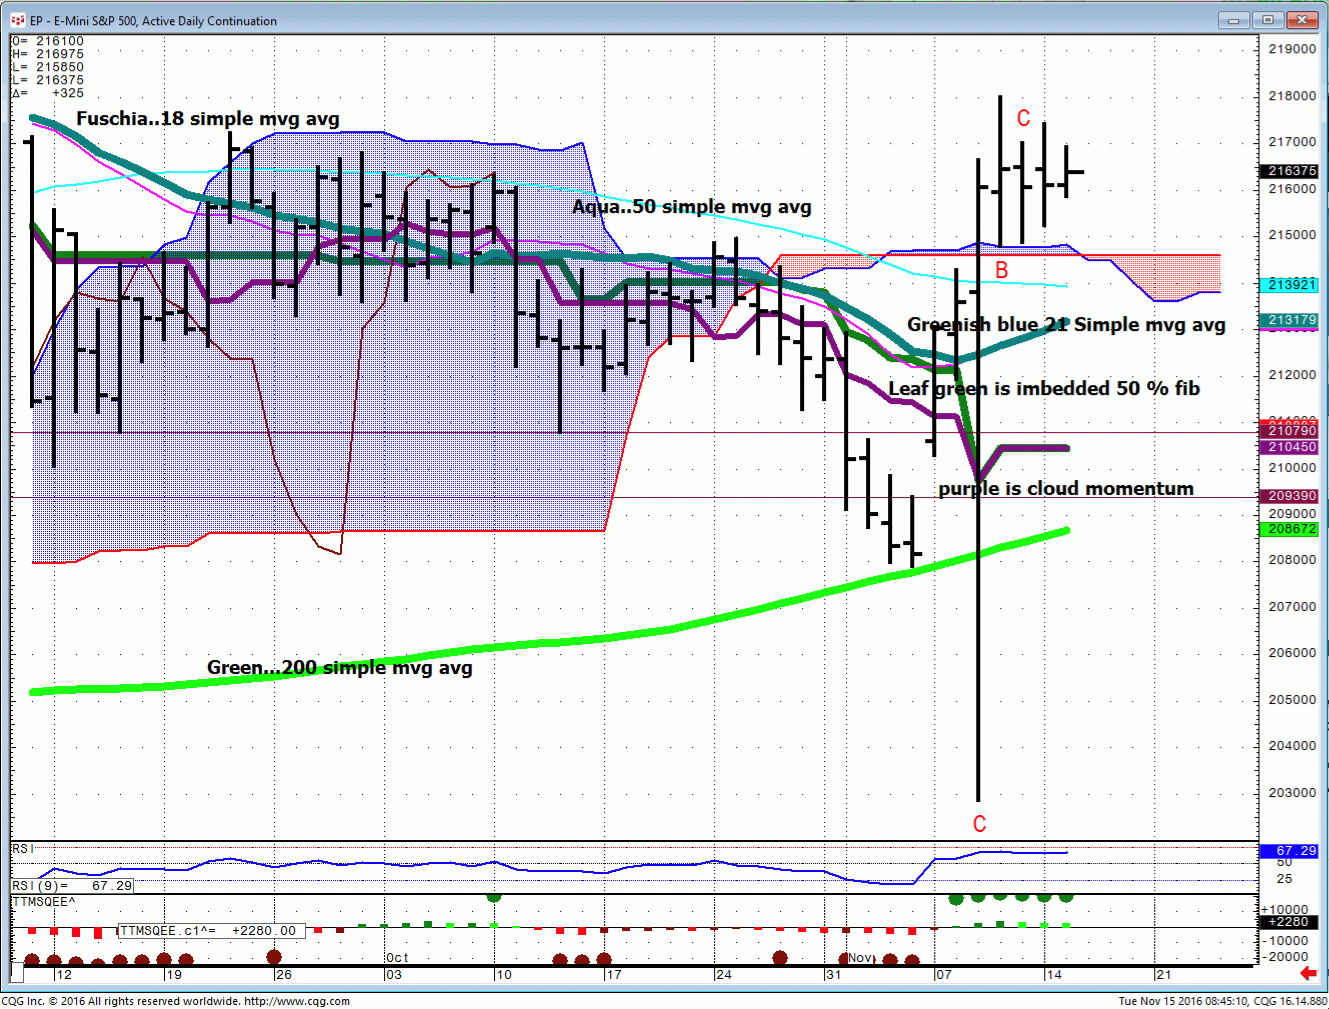 EP - E-Mini S&P 500, Active Daily Continuation
O= 216100
H= 216975
L= 215850
L= 216375
Δ= +325
Fuschia..18 simple mvg avg
Aqua..50 simple mvg avg
Greenish blue 21 Simple mvg avg
Leaf green is imbedded 50 % fib
purple is cloud momentum
Green...200 simple mvg avg
C
B
C
219000
218000
217000
216375
216000
215000
213921
213179
212000
210790
210450
210000
209390
209000
208672
208000
207000
206000
205000
204000
203000
RSI
67.29
50
25
RSI(9)= 67.29
TTMSQEE^
TTMSQEE.c1^= +2280.00
+10000
+2280
-10000
-20000
Oct
Nov
12 19 26 03 10 17 24 31 07 14 21
CQG Inc. © 2016 All rights reserved worldwide. http://www.cqg.com
Tue Nov 15 2016 08:45:10, CQG 16.14.880